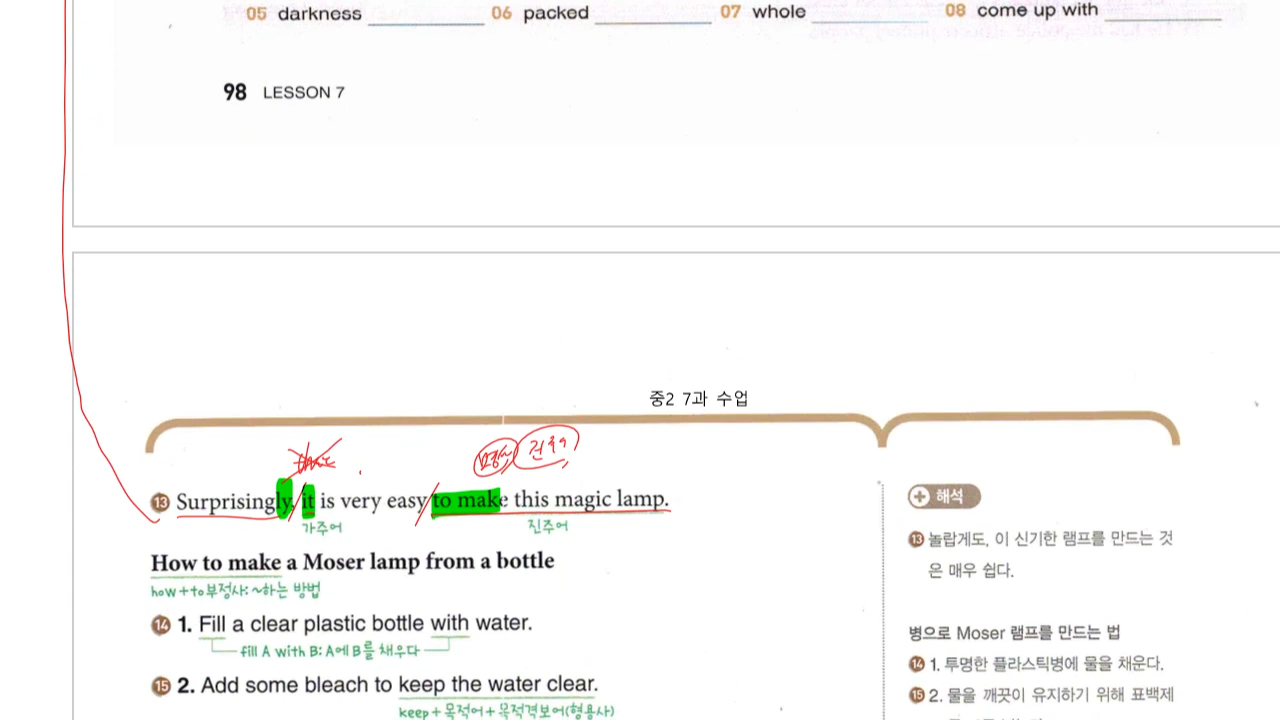 05 darkness 06 packed 07 whole 08 come up with
98 LESSON 7
중2 7과 수업
13 Surprisingly, it is very easy to make this magic lamp.
가주어 진주어
How to make a Moser lamp from a bottle
how+to부정사: ~하는 방법
14 1. Fill a clear plastic bottle with water.
fill A with B: A에 B를 채우다
15 2. Add some bleach to keep the water clear.
keep+목적어+목적격보어(형용사)
해석
13 놀랍게도, 이 신기한 램프를 만드는 것
은 매우 쉽다.
병으로 Moser 램프를 만드는 법
14 1. 투명한 플라스틱병에 물을 채운다.
15 2. 물을 깨끗이 유지하기 위해 표백제